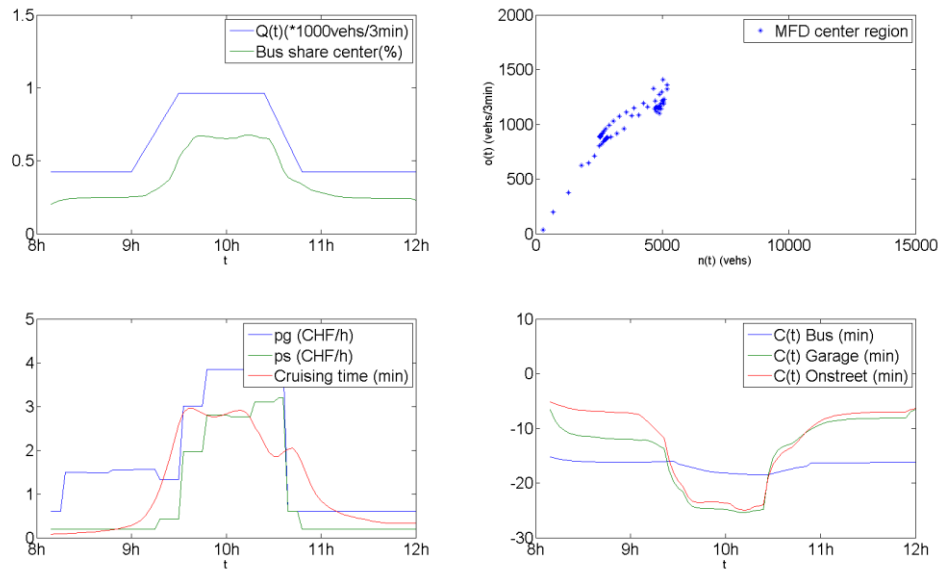 1.5
1
0.5
0
8h 9h 10h 11h 12h
t
Q(t)(*1000vehs/3min)
Bus share center(%)
2000
1500
1000
500
0
0 5000 10000 15000
n(t) (vehs)
o(t) (vehs/3min)
MFD center region
5
4
3
2
1
0
8h 9h 10h 11h 12h
t
pg (CHF/h)
ps (CHF/h)
Cruising time (min)
10
0
-10
-20
-30
8h 9h 10h 11h 12h
t
C(t) Bus (min)
C(t) Garage (min)
C(t) Onstreet (min)